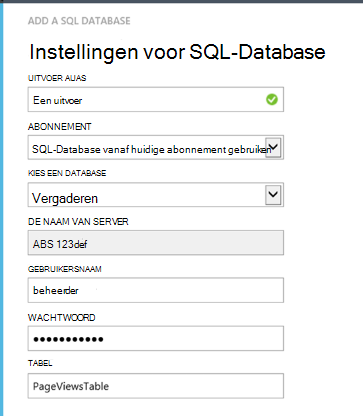 ADD A SQL DATABASE
Instellingen voor SQL-Database
UITVOER ALIAS
Een uitvoer
ABONNEMENT
SQL-Database vanaf huidige abonnement gebruiken
KIES EEN DATABASE
Vergaderen
DE NAAM VAN SERVER
ABS 123def
GEBRUIKERSNAAM
beheerder
WACHTWOORD
●●●●●●●●●●●
TABEL
PageViewsTable